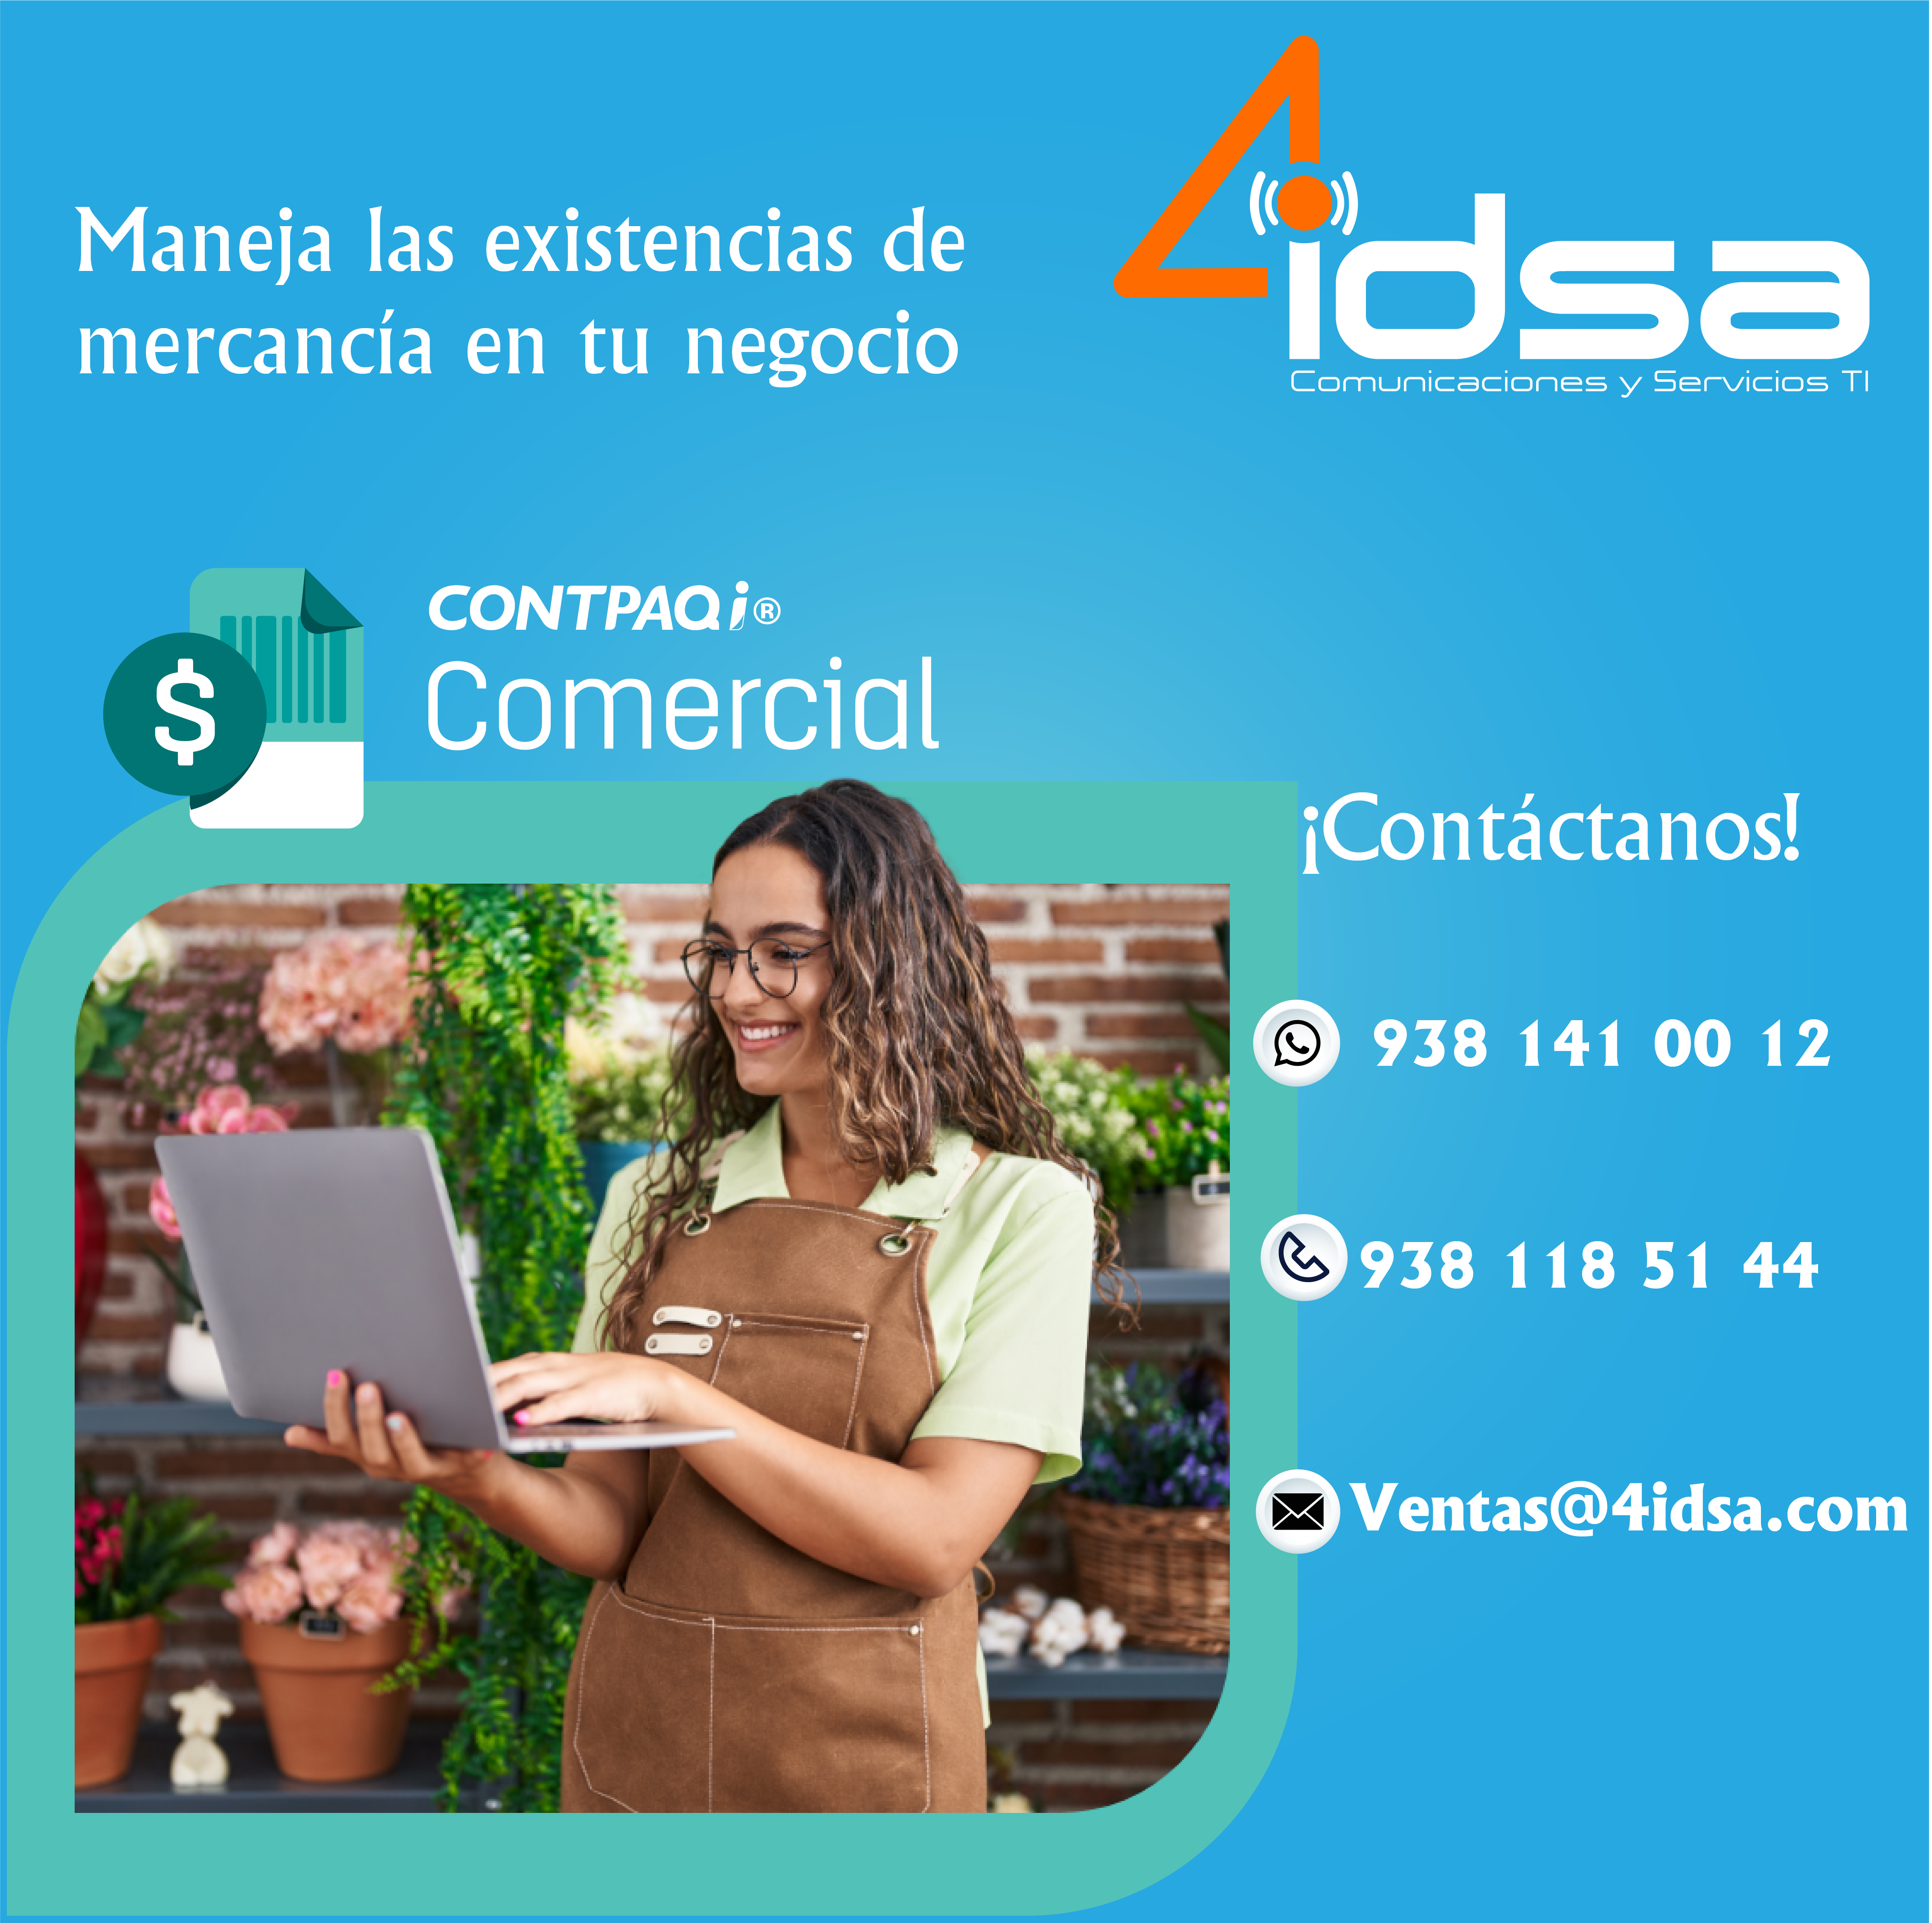 Maneja las existencias de
mercancía en tu negocio
4idsa
Comunicaciones y Servicios TI
CONTPAQi®
Comercial
$
¡Contáctanos!
938 141 00 12
938 118 51 44
Ventas@4idsa.com